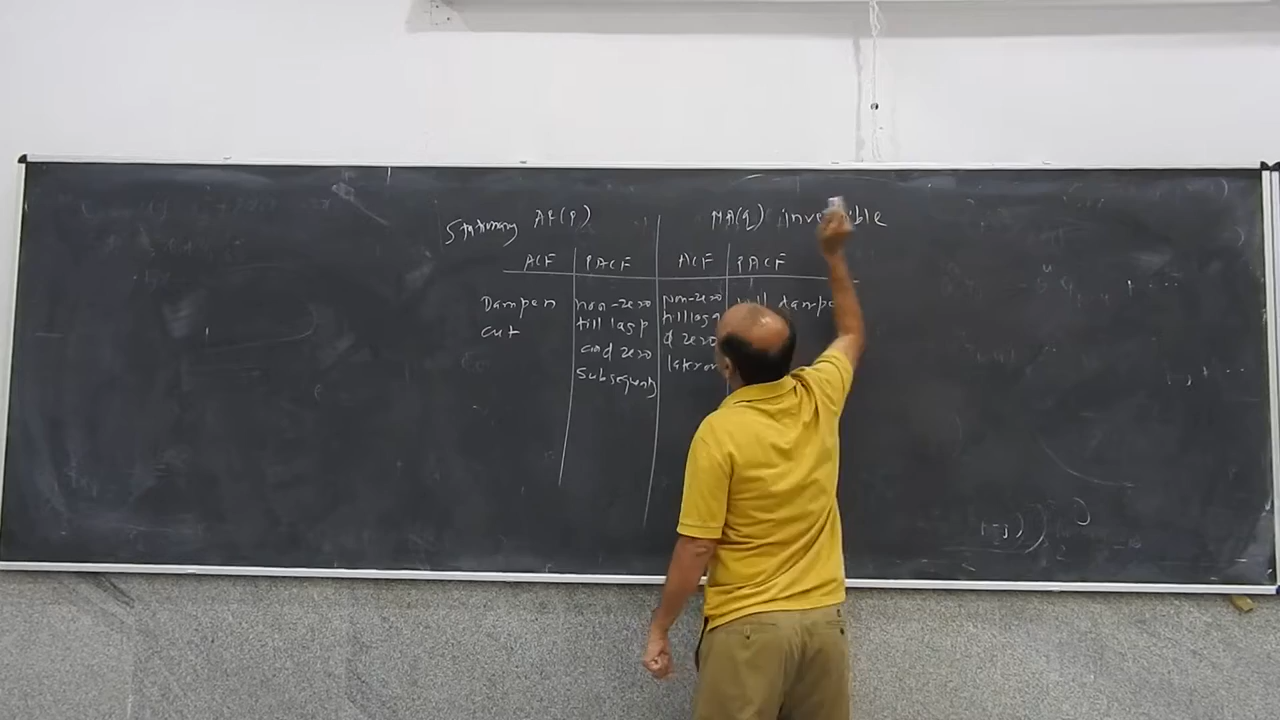 Stationary AR(p) MA(q) invertible
ACF PACF ACF PACF
Dampen non-zero non-zero will dampen
out till lag p till lag q
and zero d zero
subsequently later on